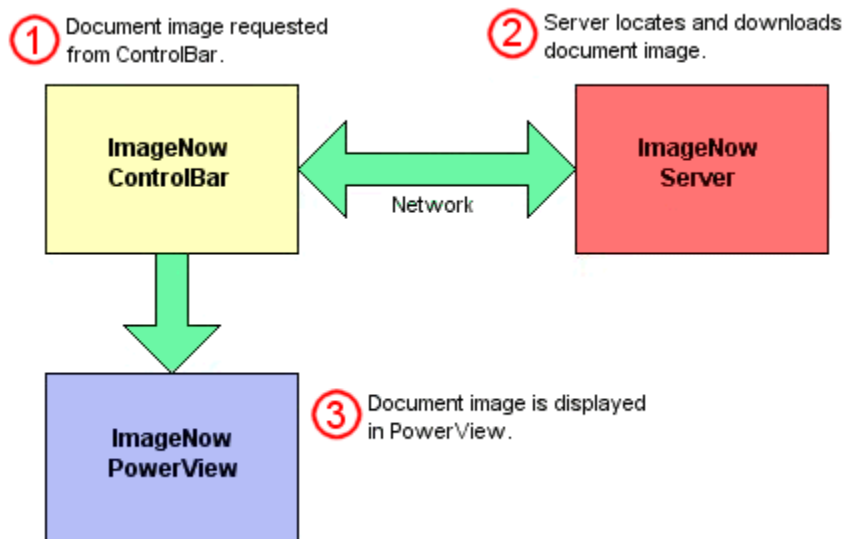 1
Document image requested
from ControlBar.
2
Server locates and downloads
document image.
ImageNow
ControlBar
Network
ImageNow
Server
ImageNow
PowerView
3
Document image is displayed
in PowerView.